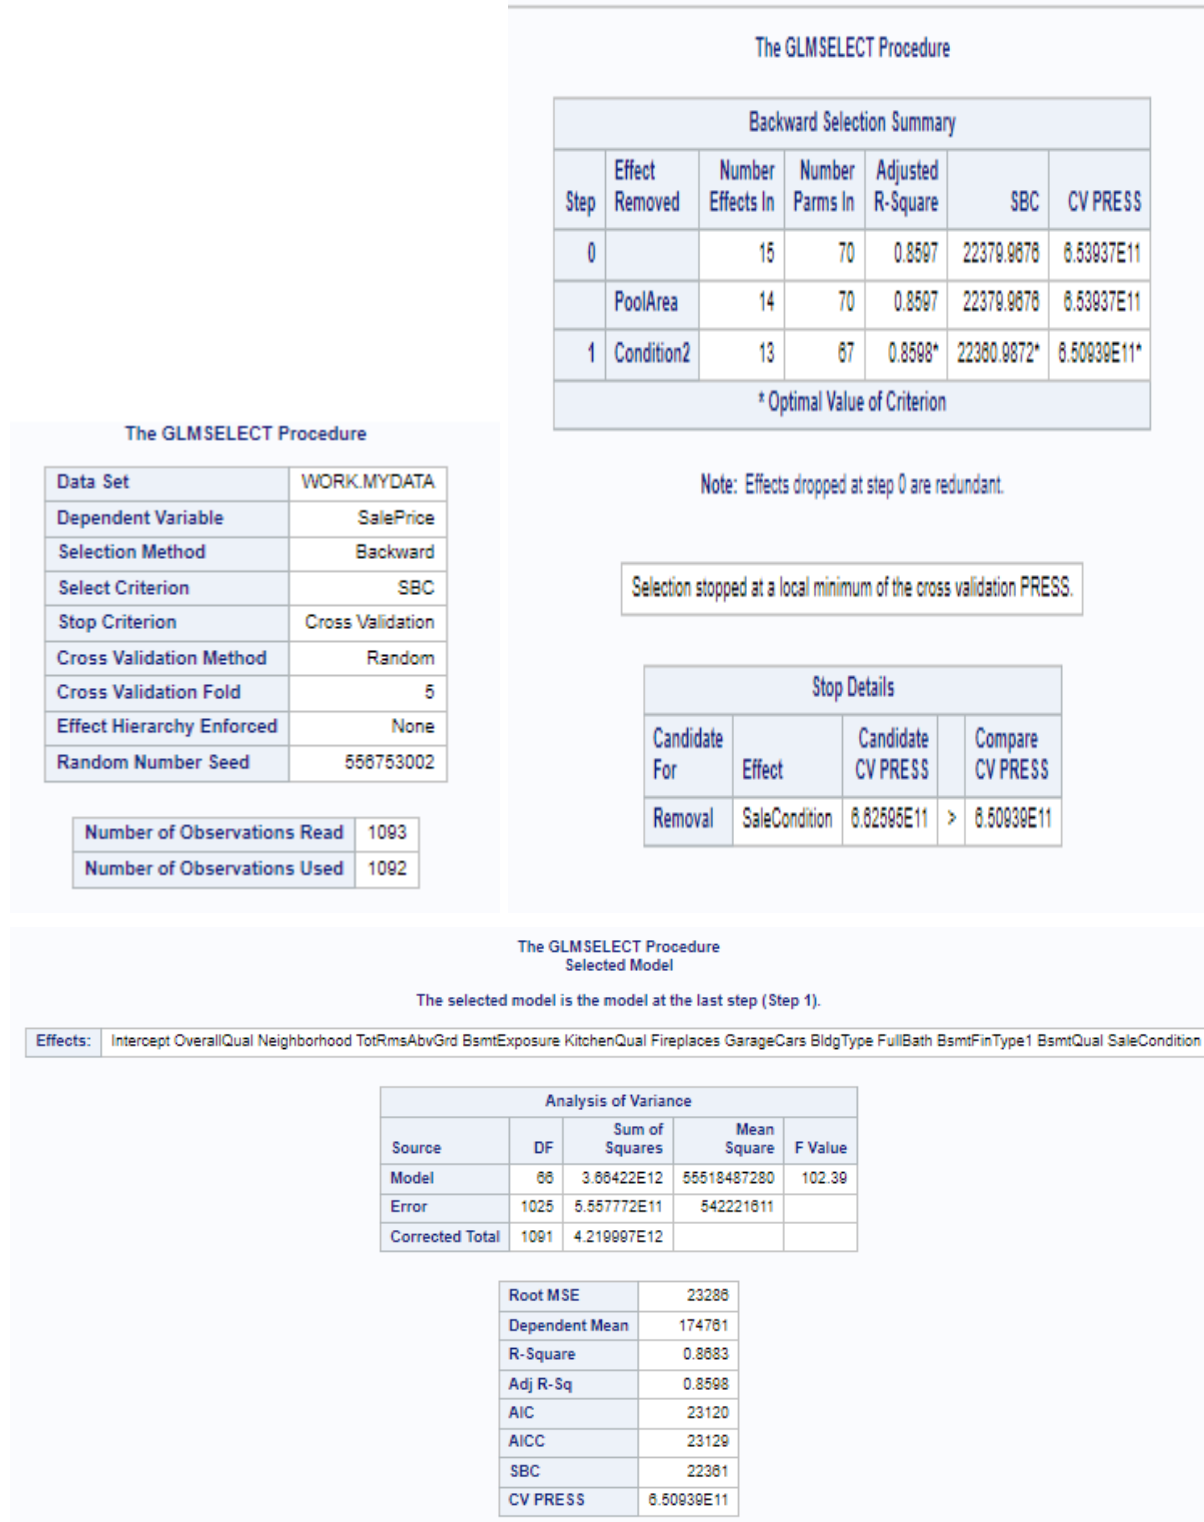 The GLMSELECT Procedure
Data Set WORK.MYDATA
Dependent Variable SalePrice
Selection Method Backward
Select Criterion SBC
Stop Criterion Cross Validation
Cross Validation Method Random
Cross Validation Fold 5
Effect Hierarchy Enforced None
Random Number Seed 556753002
Number of Observations Read 1093
Number of Observations Used 1092
The GLMSELECT Procedure
Backward Selection Summary
Step Effect Removed Number Effects In Number Parms In Adjusted R-Square SBC CV PRESS
0 15 70 0.8597 22379.9676 6.53937E11
PoolArea 14 70 0.8597 22379.9676 6.53937E11
1 Condition2 13 67 0.8598* 22360.9872* 6.50939E11*
* Optimal Value of Criterion
Note: Effects dropped at step 0 are redundant.
Selection stopped at a local minimum of the cross validation PRESS.
Stop Details
Candidate For Effect Candidate CV PRESS Compare CV PRESS
Removal SaleCondition 6.62595E11 > 6.50939E11
The GLMSELECT Procedure
Selected Model
The selected model is the model at the last step (Step 1).
Effects: Intercept OverallQual Neighborhood TotRmsAbvGrd BsmtExposure KitchenQual Fireplaces GarageCars BldgType FullBath BsmtFinType1 BsmtQual SaleCondition
Analysis of Variance
Source DF Sum of Squares Mean Square F Value
Model 66 3.66422E12 55518487280 102.39
Error 1025 5.557772E11 542221611
Corrected Total 1091 4.219997E12
Root MSE 23286
Dependent Mean 174761
R-Square 0.8683
Adj R-Sq 0.8598
AIC 23120
AICC 23129
SBC 22361
CV PRESS 6.50939E11